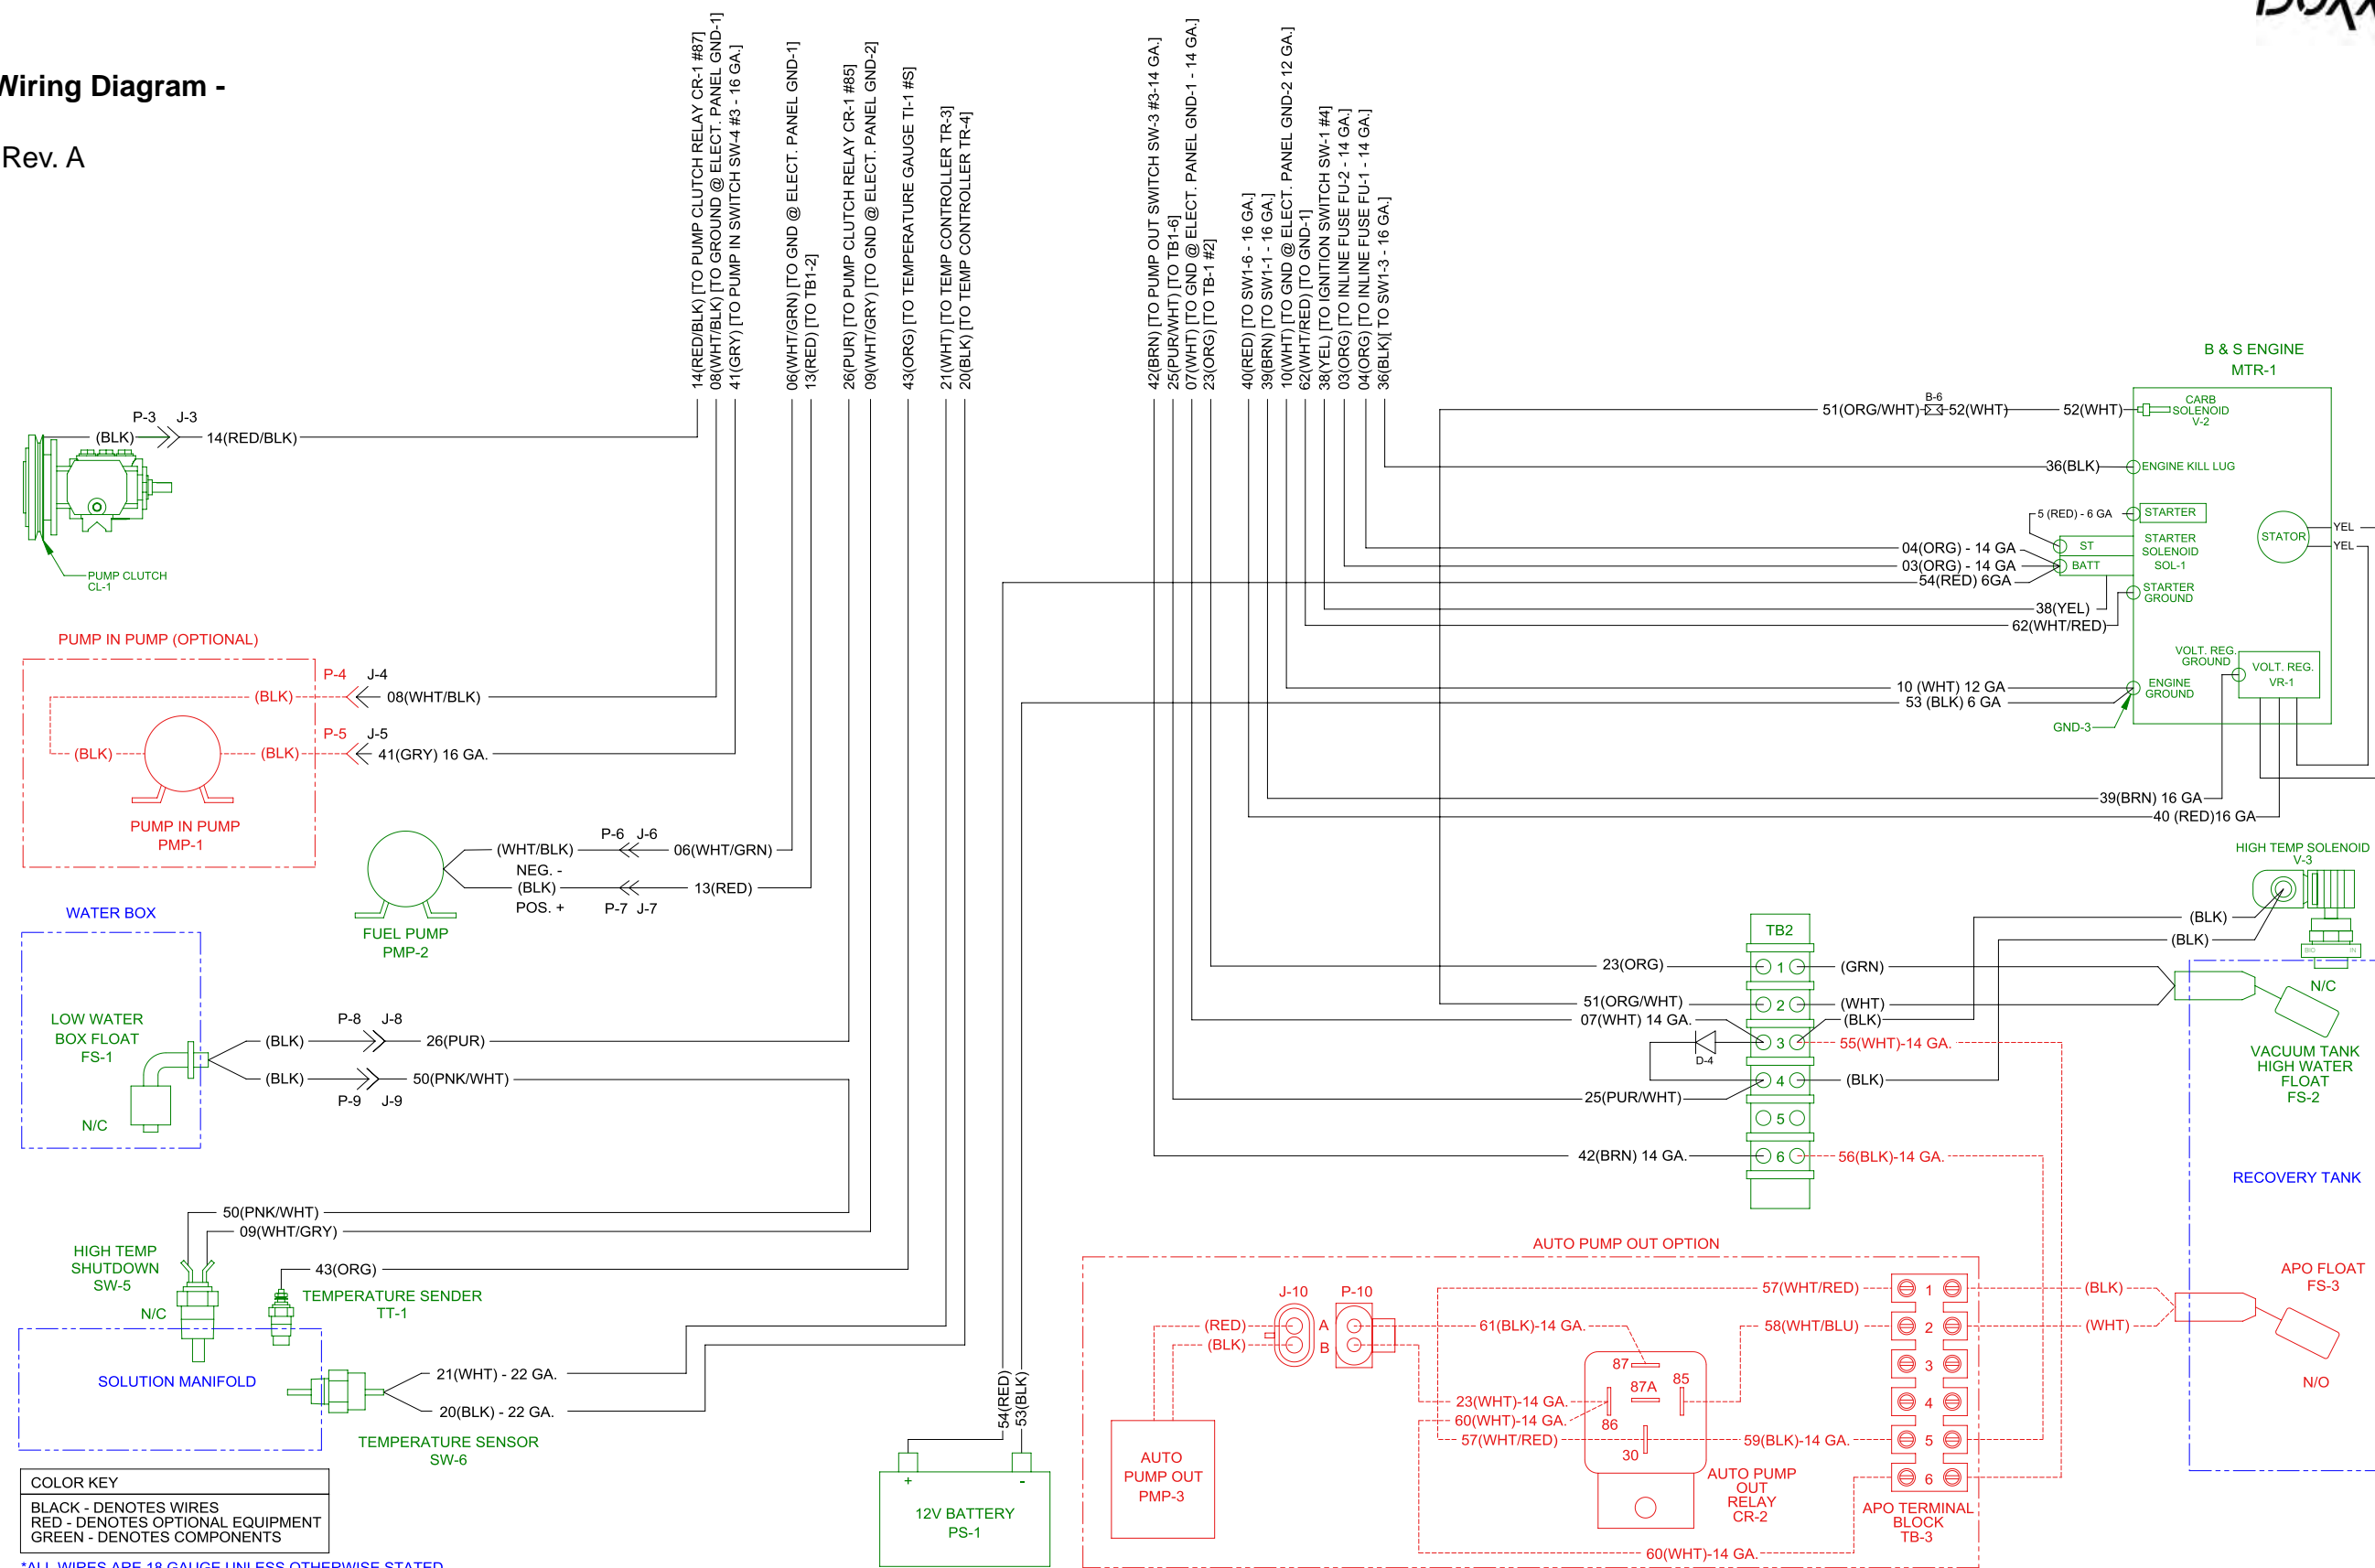 Wiring Diagram -
Rev. A
14(RED/BLK) [TO PUMP CLUTCH RELAY CR-1 #87]
08(WHT/BLK) [TO GROUND @ ELECT. PANEL GND-1]
41(GRY) [TO PUMP IN SWITCH SW-4 #3 - 16 GA.]
06(WHT/GRN) [TO GND @ ELECT. PANEL GND-1]
13(RED) [TO TB1-2]
26(PUR) [TO PUMP CLUTCH RELAY CR-1 #85]
09(WHT/GRY) [TO GND @ ELECT. PANEL GND-2]
43(ORG) [TO TEMPERATURE GAUGE TI-1 #S]
21(WHT) [TO TEMP CONTROLLER TR-3]
20(BLK) [TO TEMP CONTROLLER TR-4]
42(BRN) [TO PUMP OUT SWITCH SW-3 #3-14 GA.]
25(PUR/WHT) [TO TB1-6]
07(WHT) [TO GND @ ELECT. PANEL GND-1 - 14 GA.]
23(ORG) [TO TB-1 #2]
40(RED) [TO SW1-6 - 16 GA.]
39(BRN) [TO SW1-1 - 16 GA.]
10(WHT) [TO GND @ ELECT. PANEL GND-2 12 GA.]
62(WHT/RED) [TO GND-1]
38(YEL) [TO IGNITION SWITCH SW-1 #4]
03(ORG) [TO INLINE FUSE FU-2 - 14 GA.]
04(ORG) [TO INLINE FUSE FU-1 - 14 GA.]
36(BLK)[ TO SW1-3 - 16 GA.]
P-3 J-3
(BLK) 14(RED/BLK)
PUMP CLUTCH
CL-1
PUMP IN PUMP (OPTIONAL)
P-4 J-4
(BLK) 08(WHT/BLK)
P-5 J-5
(BLK) (BLK) 41(GRY) 16 GA.
PUMP IN PUMP
PMP-1
P-6 J-6
(WHT/BLK) 06(WHT/GRN)
NEG. -
(BLK) 13(RED)
POS. + P-7 J-7
FUEL PUMP
PMP-2
WATER BOX
LOW WATER
BOX FLOAT
FS-1
N/C
P-8 J-8
(BLK) 26(PUR)
(BLK) 50(PNK/WHT)
P-9 J-9
50(PNK/WHT)
09(WHT/GRY)
HIGH TEMP
SHUTDOWN
SW-5
N/C
43(ORG)
TEMPERATURE SENDER
TT-1
SOLUTION MANIFOLD
21(WHT) - 22 GA.
20(BLK) - 22 GA.
TEMPERATURE SENSOR
SW-6
COLOR KEY
BLACK - DENOTES WIRES
RED - DENOTES OPTIONAL EQUIPMENT
GREEN - DENOTES COMPONENTS
*ALL WIRES ARE 18 GAUGE UNLESS OTHERWISE STATED
54(RED)
53(BLK)
+ -
12V BATTERY
PS-1
B & S ENGINE
MTR-1
B-6
51(ORG/WHT) 52(WHT) 52(WHT)
CARB
SOLENOID
V-2
36(BLK) ENGINE KILL LUG
5 (RED) - 6 GA STARTER
04(ORG) - 14 GA ST
STARTER
SOLENOID
SOL-1
03(ORG) - 14 GA BATT
54(RED) 6GA
STARTER
GROUND
38(YEL)
62(WHT/RED)
STATOR
YEL
YEL
VOLT. REG.
GROUND
VOLT. REG.
VR-1
10 (WHT) 12 GA
53 (BLK) 6 GA
ENGINE
GROUND
GND-3
39(BRN) 16 GA
40 (RED)16 GA
HIGH TEMP SOLENOID
V-3
(BLK)
(BLK)
TB2
23(ORG) 1 (GRN)
51(ORG/WHT) 2 (WHT)
07(WHT) 14 GA. (BLK)
D-4 3 55(WHT)-14 GA.
4 (BLK)
25(PUR/WHT)
5
42(BRN) 14 GA. 6 56(BLK)-14 GA.
N/C
VACUUM TANK
HIGH WATER
FLOAT
FS-2
RECOVERY TANK
APO FLOAT
FS-3
N/O
AUTO PUMP OUT OPTION
J-10 P-10
(RED) A
(BLK) B
61(BLK)-14 GA.
57(WHT/RED) 1 (BLK)
58(WHT/BLU) 2 (WHT)
3
4
87
87A
85
86
30
23(WHT)-14 GA.
60(WHT)-14 GA.
57(WHT/RED) 59(BLK)-14 GA. 5
6
AUTO
PUMP OUT
PMP-3
AUTO PUMP
OUT
RELAY
CR-2
APO TERMINAL
BLOCK
TB-3
60(WHT)-14 GA.